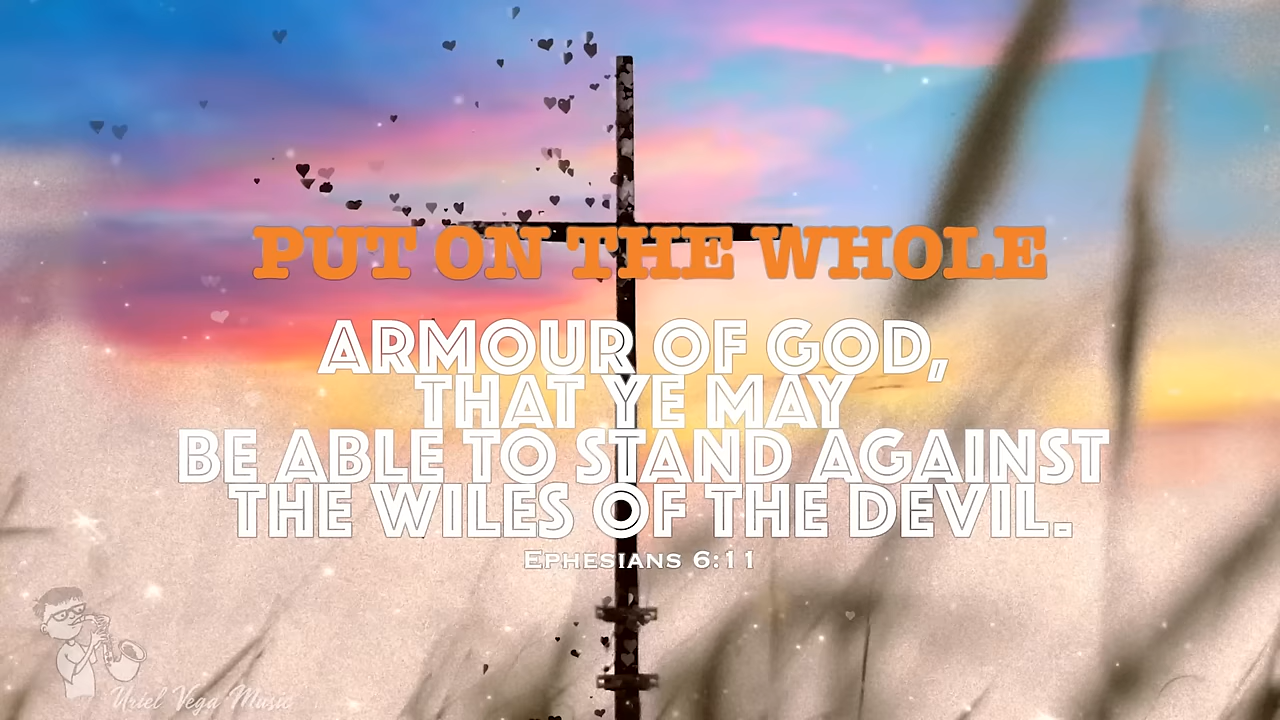 PUT ON THE WHOLE
ARMOUR OF GOD,
THAT YE MAY
BE ABLE TO STAND AGAINST
THE WILES OF THE DEVIL.
EPHESIANS 6:11
Uriel Vega Music